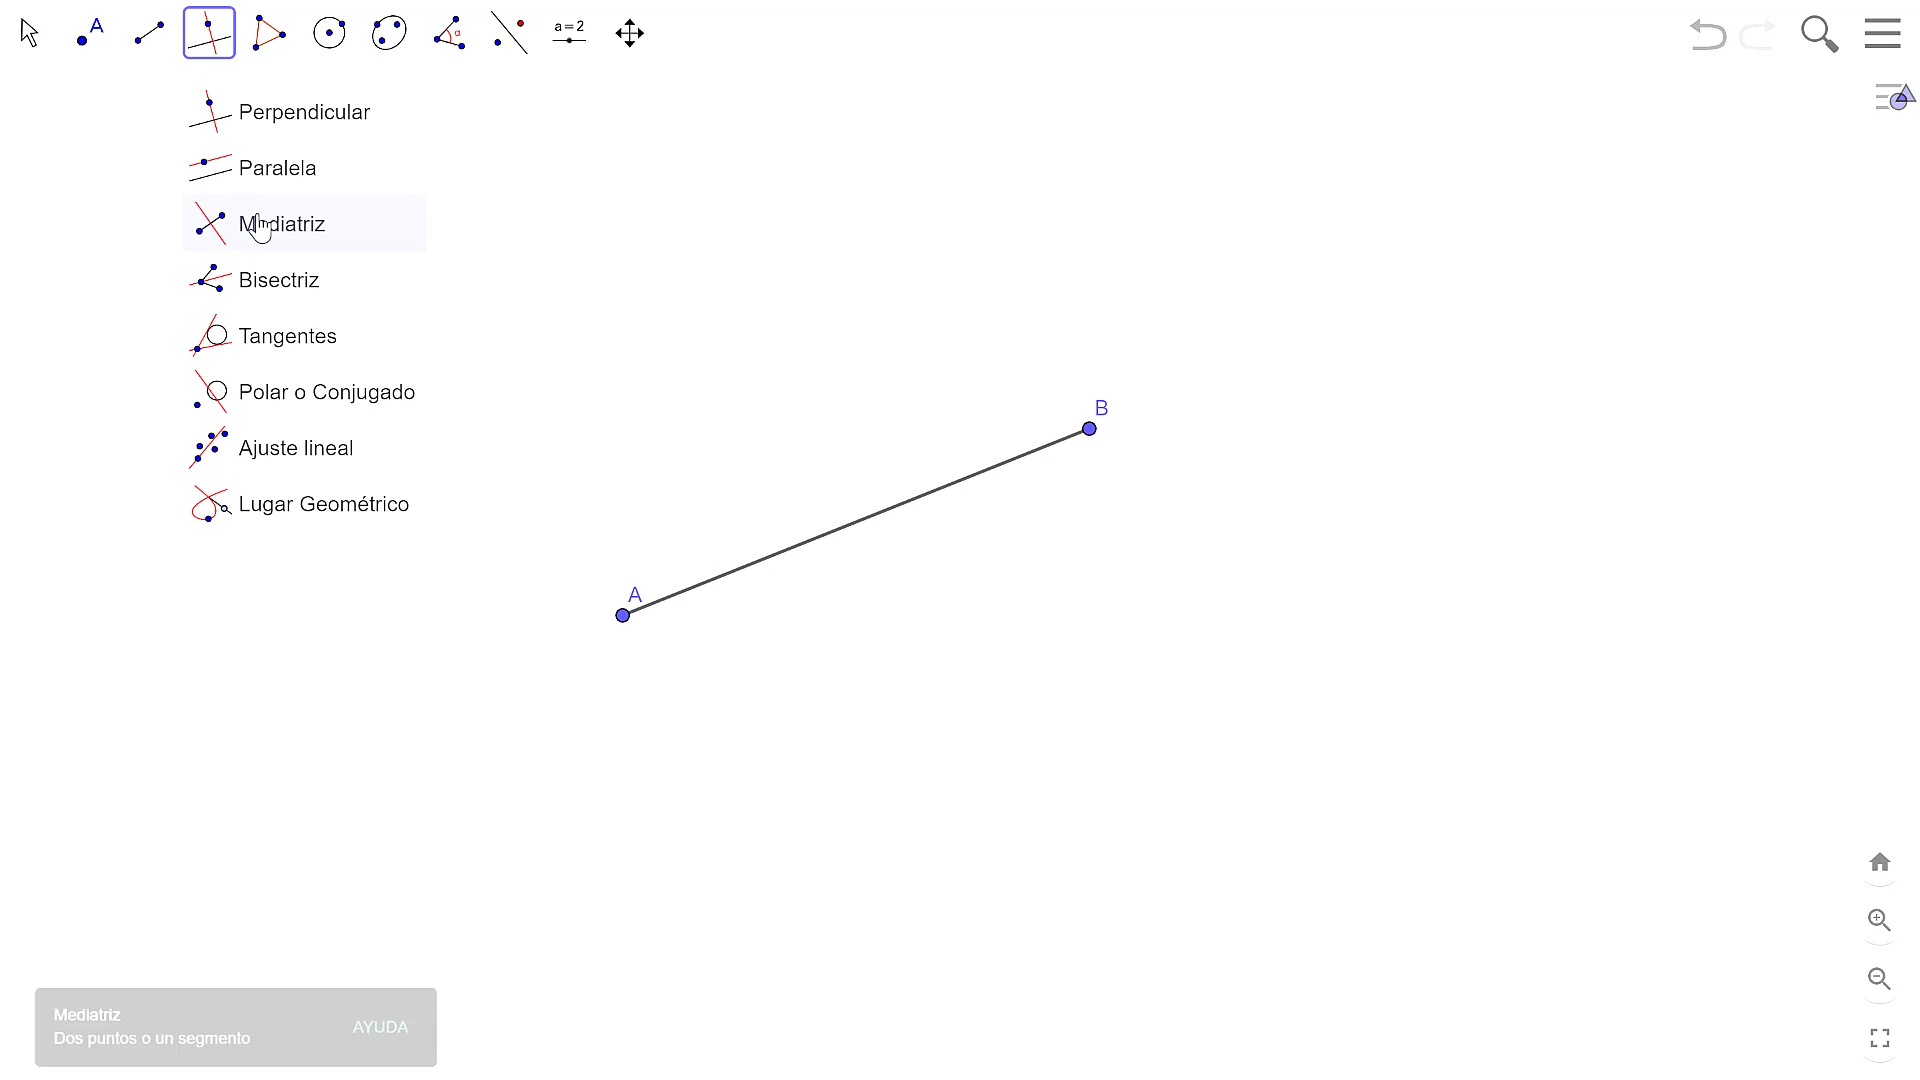 A
α
a=2
Perpendicular
Paralela
Mediatriz
Bisectriz
Tangentes
Polar o Conjugado
Ajuste lineal
Lugar Geométrico
B
A
Mediatriz
Dos puntos o un segmento
AYUDA